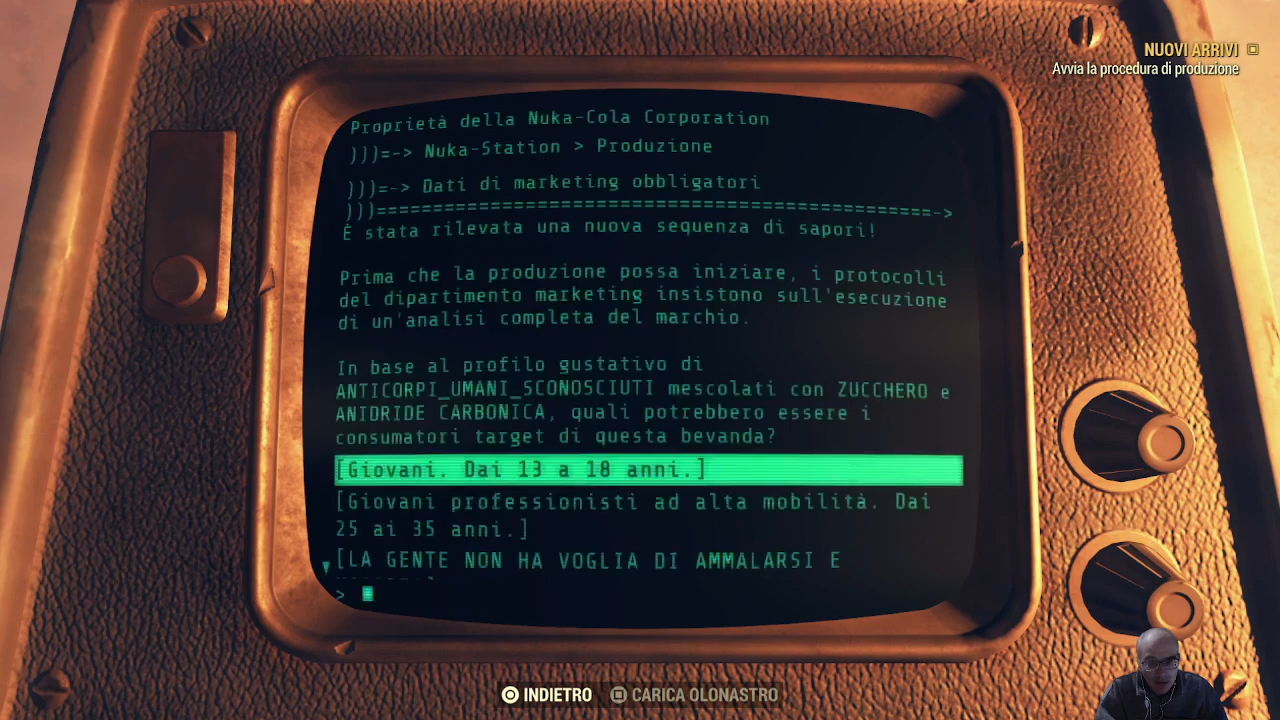 NUOVI ARRIVI
Avvia la procedura di produzione
Proprietà della Nuka-Cola Corporation
)))=-> Nuka-Station > Produzione
)))=-> Dati di marketing obbligatori
)))==================================================->
È stata rilevata una nuova sequenza di sapori!
Prima che la produzione possa iniziare, i protocolli
del dipartimento marketing insistono sull'esecuzione
di un'analisi completa del marchio.
In base al profilo gustativo di
ANTICORPI_UMANI_SCONOSCIUTI mescolati con ZUCCHERO e
ANIDRIDE CARBONICA, quali potrebbero essere i
consumatori target di questa bevanda?
[Giovani. Dai 13 a 18 anni.]
[Giovani professionisti ad alta mobilità. Dai
25 ai 35 anni.]
[LA GENTE NON HA VOGLIA DI AMMALARSI E
>
INDIETRO CARICA OLONASTRO